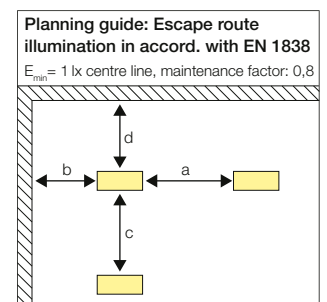 Planning guide: Escape route
illumination in accord. with EN 1838
Emin= 1 lx centre line, maintenance factor: 0,8
d
b
a
c